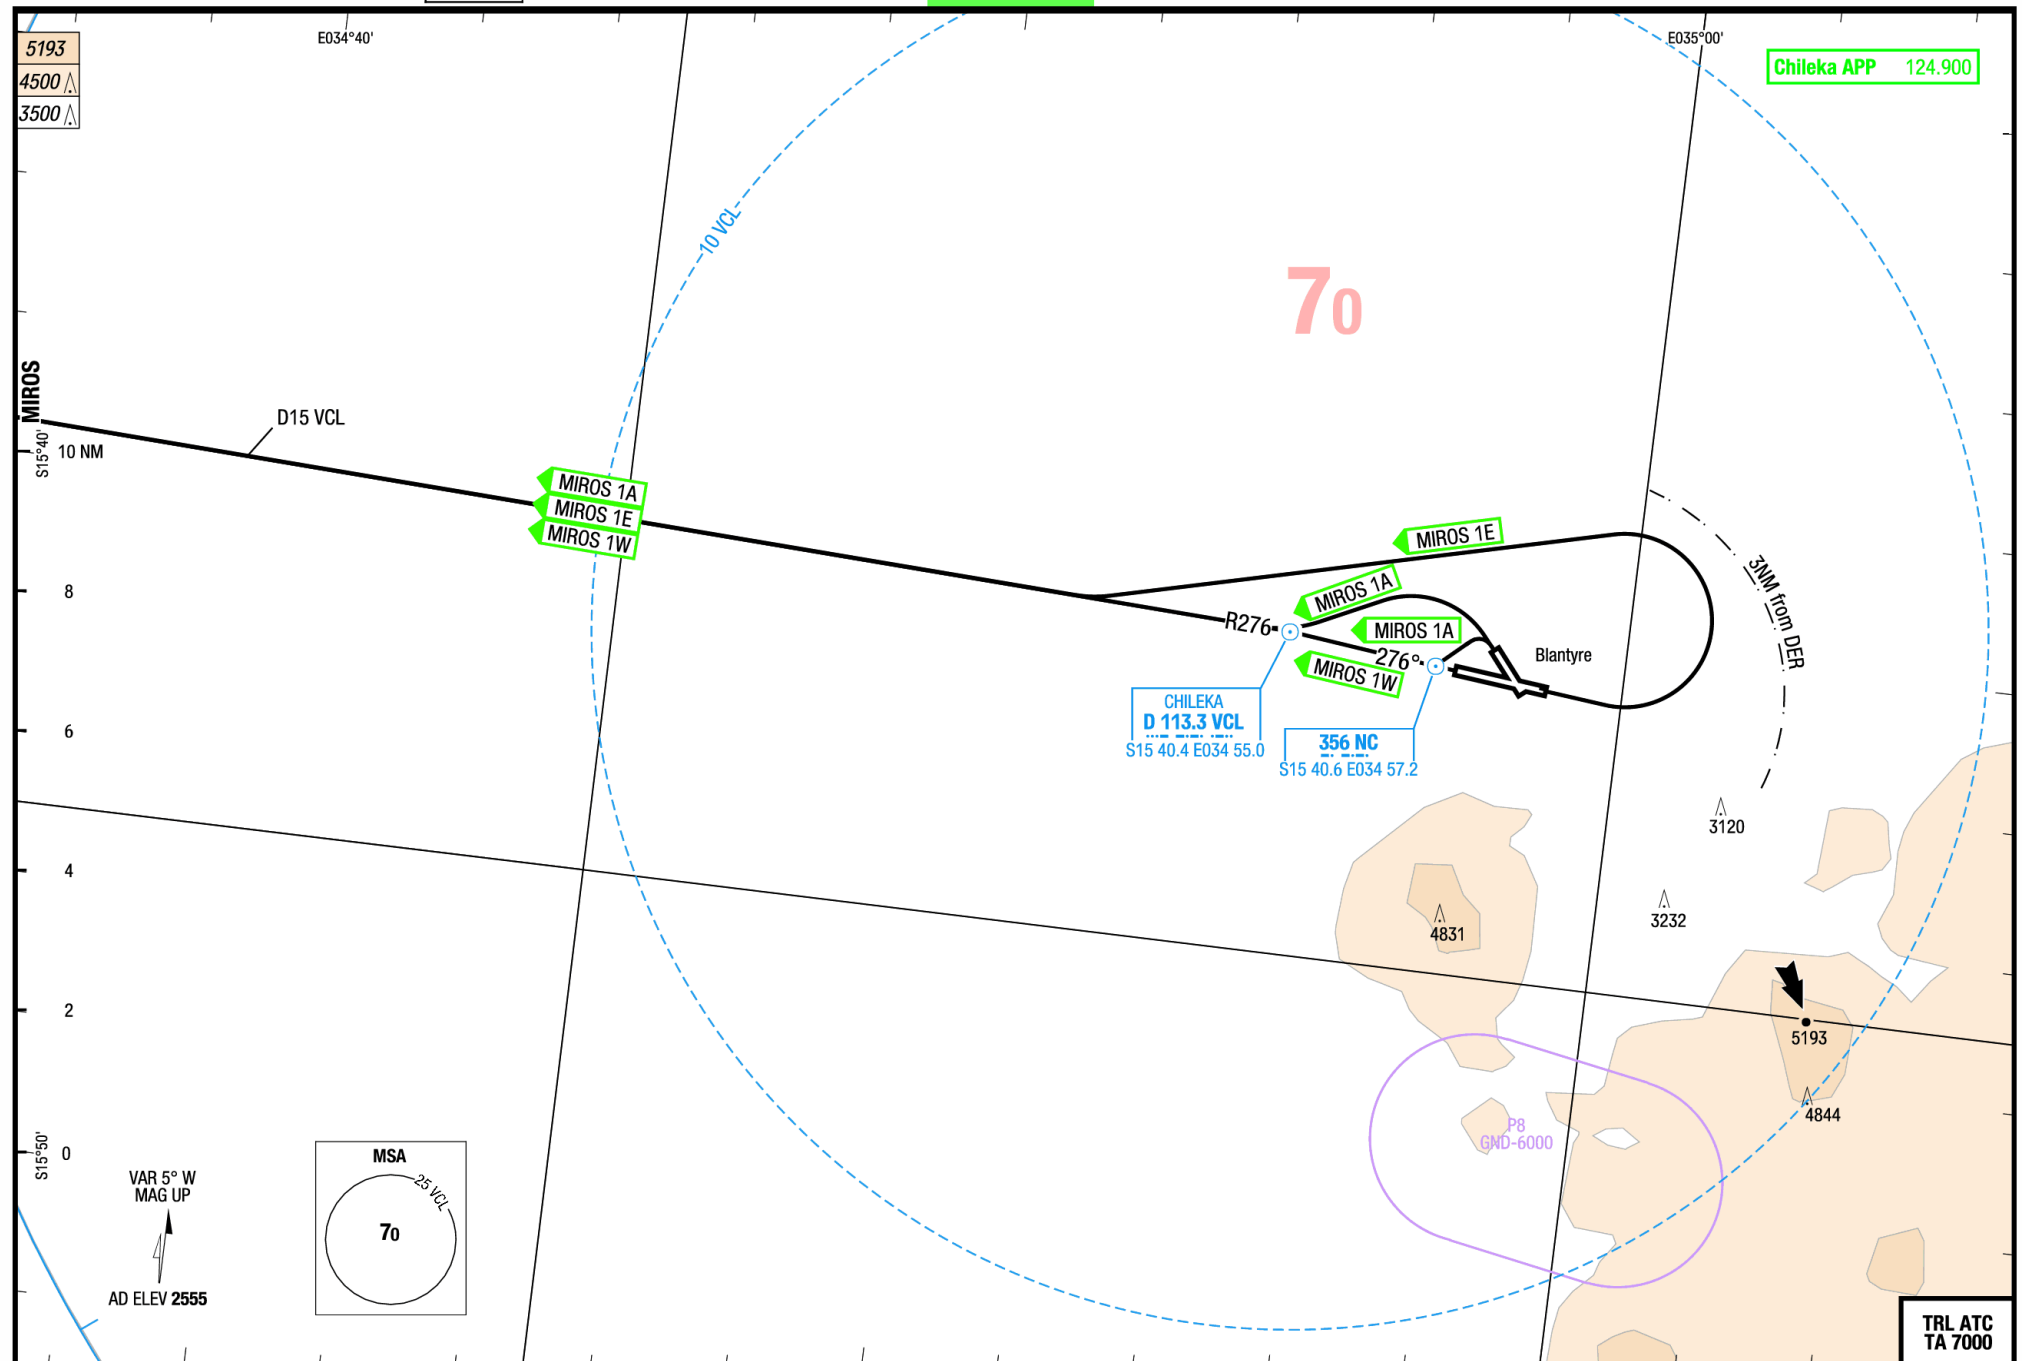 E034°40'
E035°00'
5193
4500
3500
Chileka APP 124.900
10 VCL
70
MIROS
D15 VCL
S15°40'
10 NM
MIROS 1A
MIROS 1E
MIROS 1W
MIROS 1E
MIROS 1A
3NM from DER
8
R276
MIROS 1A
276°
MIROS 1W
Blantyre
CHILEKA
D 113.3 VCL
S15 40.4 E034 55.0
356 NC
S15 40.6 E034 57.2
6
3120
4
4831
3232
2
5193
4844
P8
GND-6000
S15°50'
0
VAR 5° W
MAG UP
AD ELEV 2555
MSA
25 VCL
70
TRL ATC
TA 7000